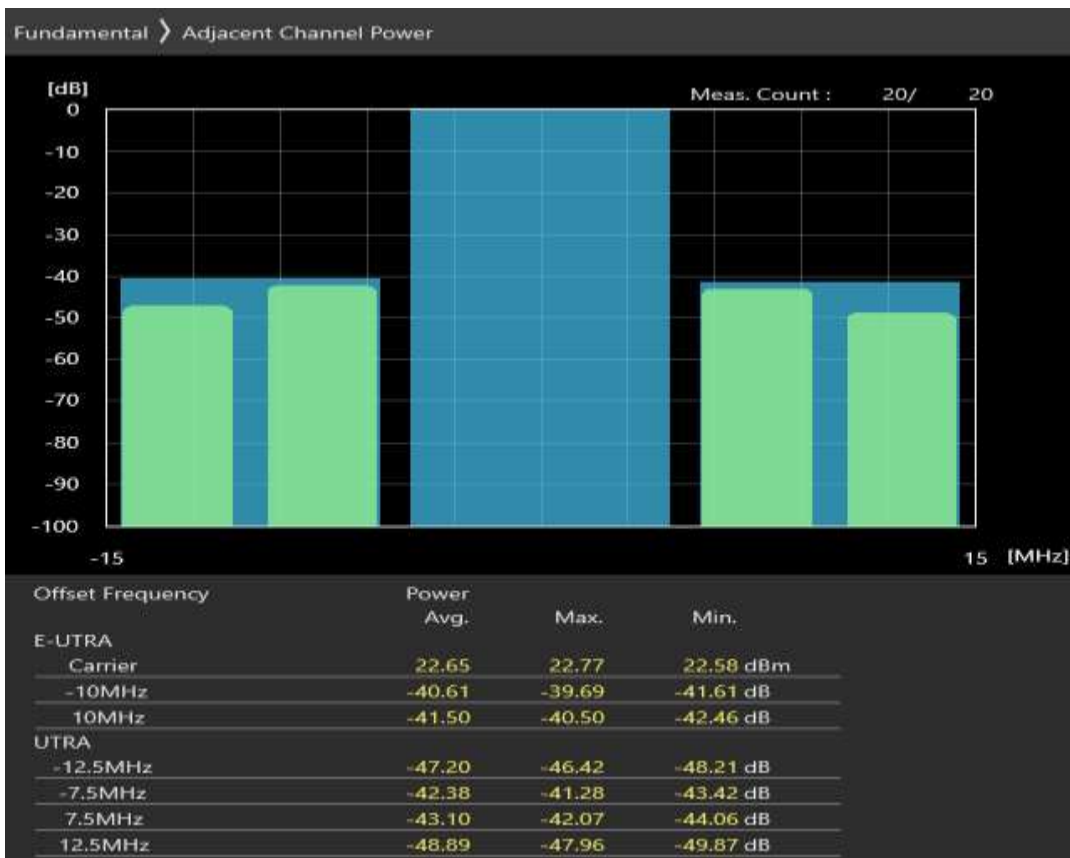 Fundamental ❯ Adjacent Channel Power
[dB]
Meas. Count : 20/ 20
0
-10
-20
-30
-40
-50
-60
-70
-80
-90
-100
-15 15 [MHz]
Offset Frequency Power
Avg. Max. Min.
E-UTRA
Carrier 22.65 22.77 22.58 dBm
-10MHz -40.61 -39.69 -41.61 dB
10MHz -41.50 -40.50 -42.46 dB
UTRA
-12.5MHz -47.20 -46.42 -48.21 dB
-7.5MHz -42.38 -41.28 -43.42 dB
7.5MHz -43.10 -42.07 -44.06 dB
12.5MHz -48.89 -47.96 -49.87 dB